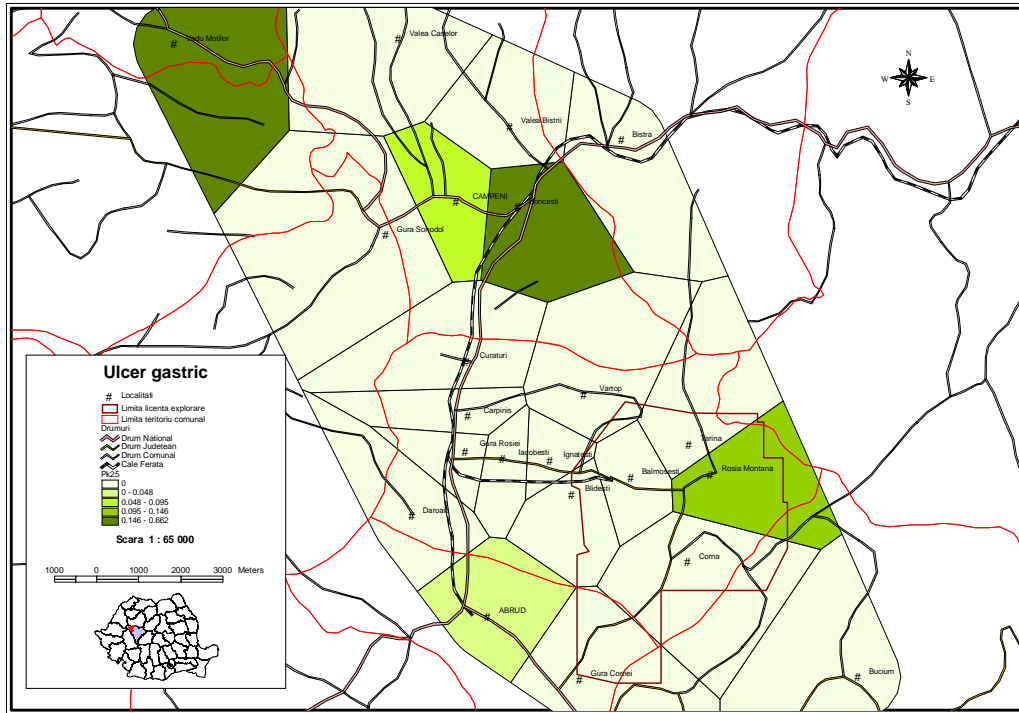 Vadu Motilor
Valea Caselor
N
W E
S
Valea Bistrii
Bistra
CAMPENI
Boncesti
Gura Sohodol
Curaturi
Vartop
Carpinis
Tarina
Gura Rosiei
Iacobesti
Ignatesti
Balmosesti
Rosia Montana
Blidesti
Daroaia
Corna
ABRUD
Gura Cornei
Bucium
Ulcer gastric
# Localitati
Limita licenta explorare
Limita teritoriu comunal
Drumuri
Drum National
Drum Judetean
Drum Comunal
Cale Ferata
Pk25
0
0 - 0.048
0.048 - 0.095
0.095 - 0.146
0.146 - 0.662
Scara 1 : 65 000
1000 0 1000 2000 3000 Meters